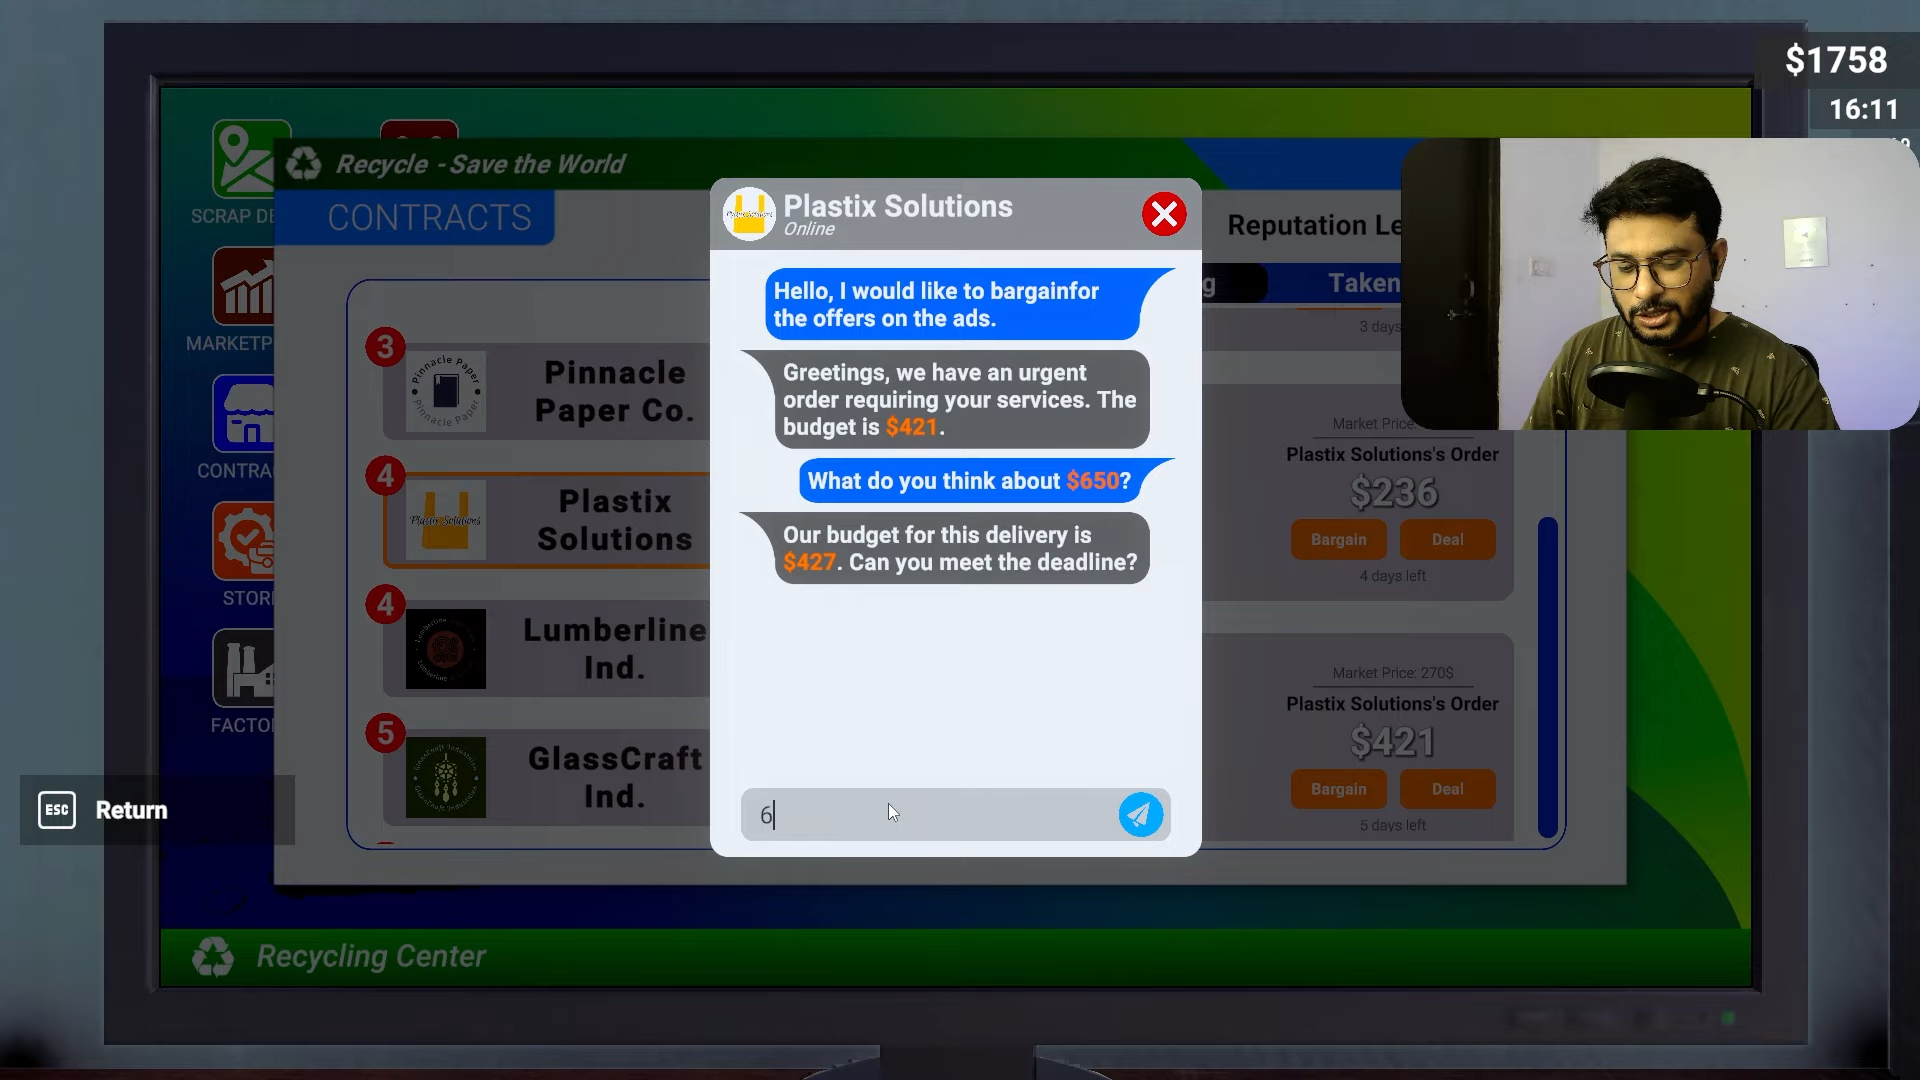 $1758
16:11
Recycle - Save the World
CONTRACTS
Reputation Le
Taken
SCRAP DE
MARKETP
CONTRA
STOR
FACTO
3
Pinnacle
Paper Co.
4
Plastix
Solutions
4
Lumberline
Ind.
5
GlassCraft
Ind.
Plastix Solutions
Online
Hello, I would like to bargainfor
the offers on the ads.
Greetings, we have an urgent
order requiring your services. The
budget is $421.
What do you think about $650?
Our budget for this delivery is
$427. Can you meet the deadline?
6
3 days
Market Price:
Plastix Solutions's Order
$236
Bargain
Deal
4 days left
Market Price: 270$
Plastix Solutions's Order
$421
Bargain
Deal
5 days left
ESC Return
Recycling Center